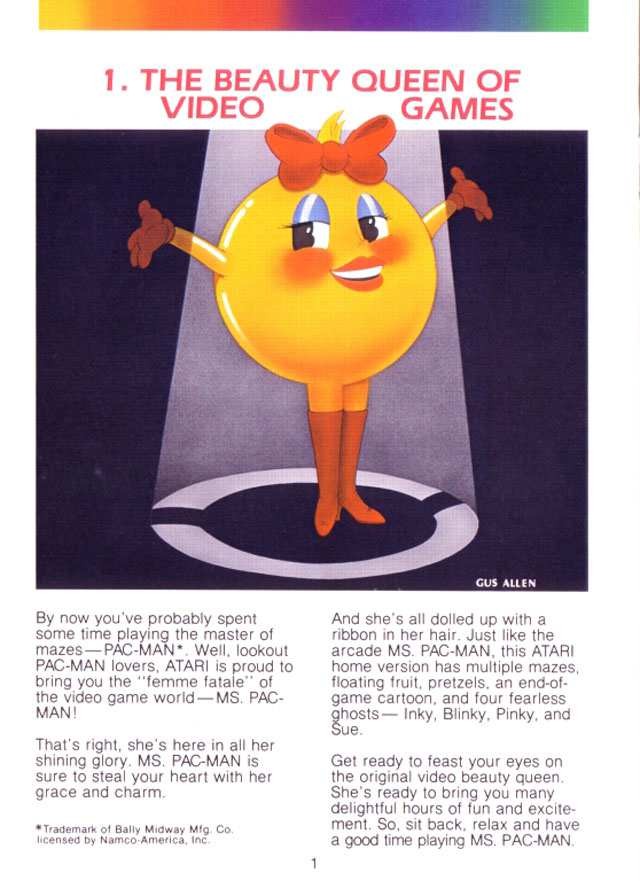 1. THE BEAUTY QUEEN OF
VIDEO GAMES
GUS ALLEN
By now you've probably spent
some time playing the master of
mazes—PAC-MAN*. Well, lookout
PAC-MAN lovers, ATARI is proud to
bring you the "femme fatale" of
the video game world—MS. PAC-
MAN!
That's right, she's here in all her
shining glory. MS. PAC-MAN is
sure to steal your heart with her
grace and charm.
*Trademark of Bally Midway Mfg. Co.
licensed by Namco-America, Inc.
And she's all dolled up with a
ribbon in her hair. Just like the
arcade MS. PAC-MAN, this ATARI
home version has multiple mazes,
floating fruit, pretzels, an end-of-
game cartoon, and four fearless
ghosts— Inky, Blinky, Pinky, and
Sue.
Get ready to feast your eyes on
the original video beauty queen.
She's ready to bring you many
delightful hours of fun and excite-
ment. So, sit back, relax and have
a good time playing MS. PAC-MAN.
1